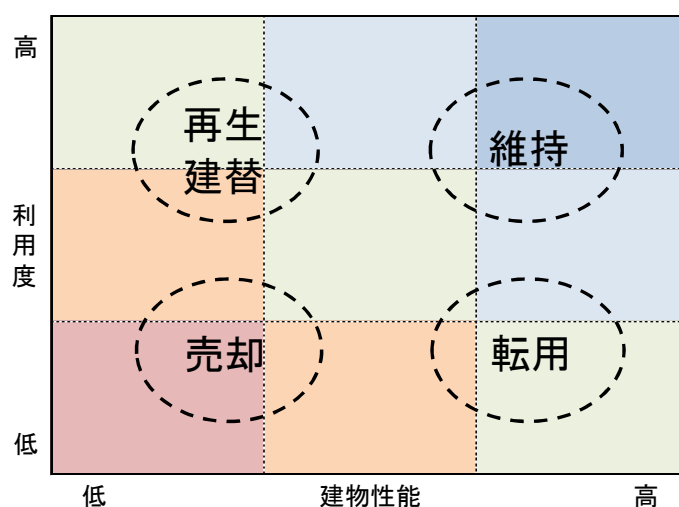 高
再生
建替
維持
利用度
売却
転用
低
低
建物性能
高